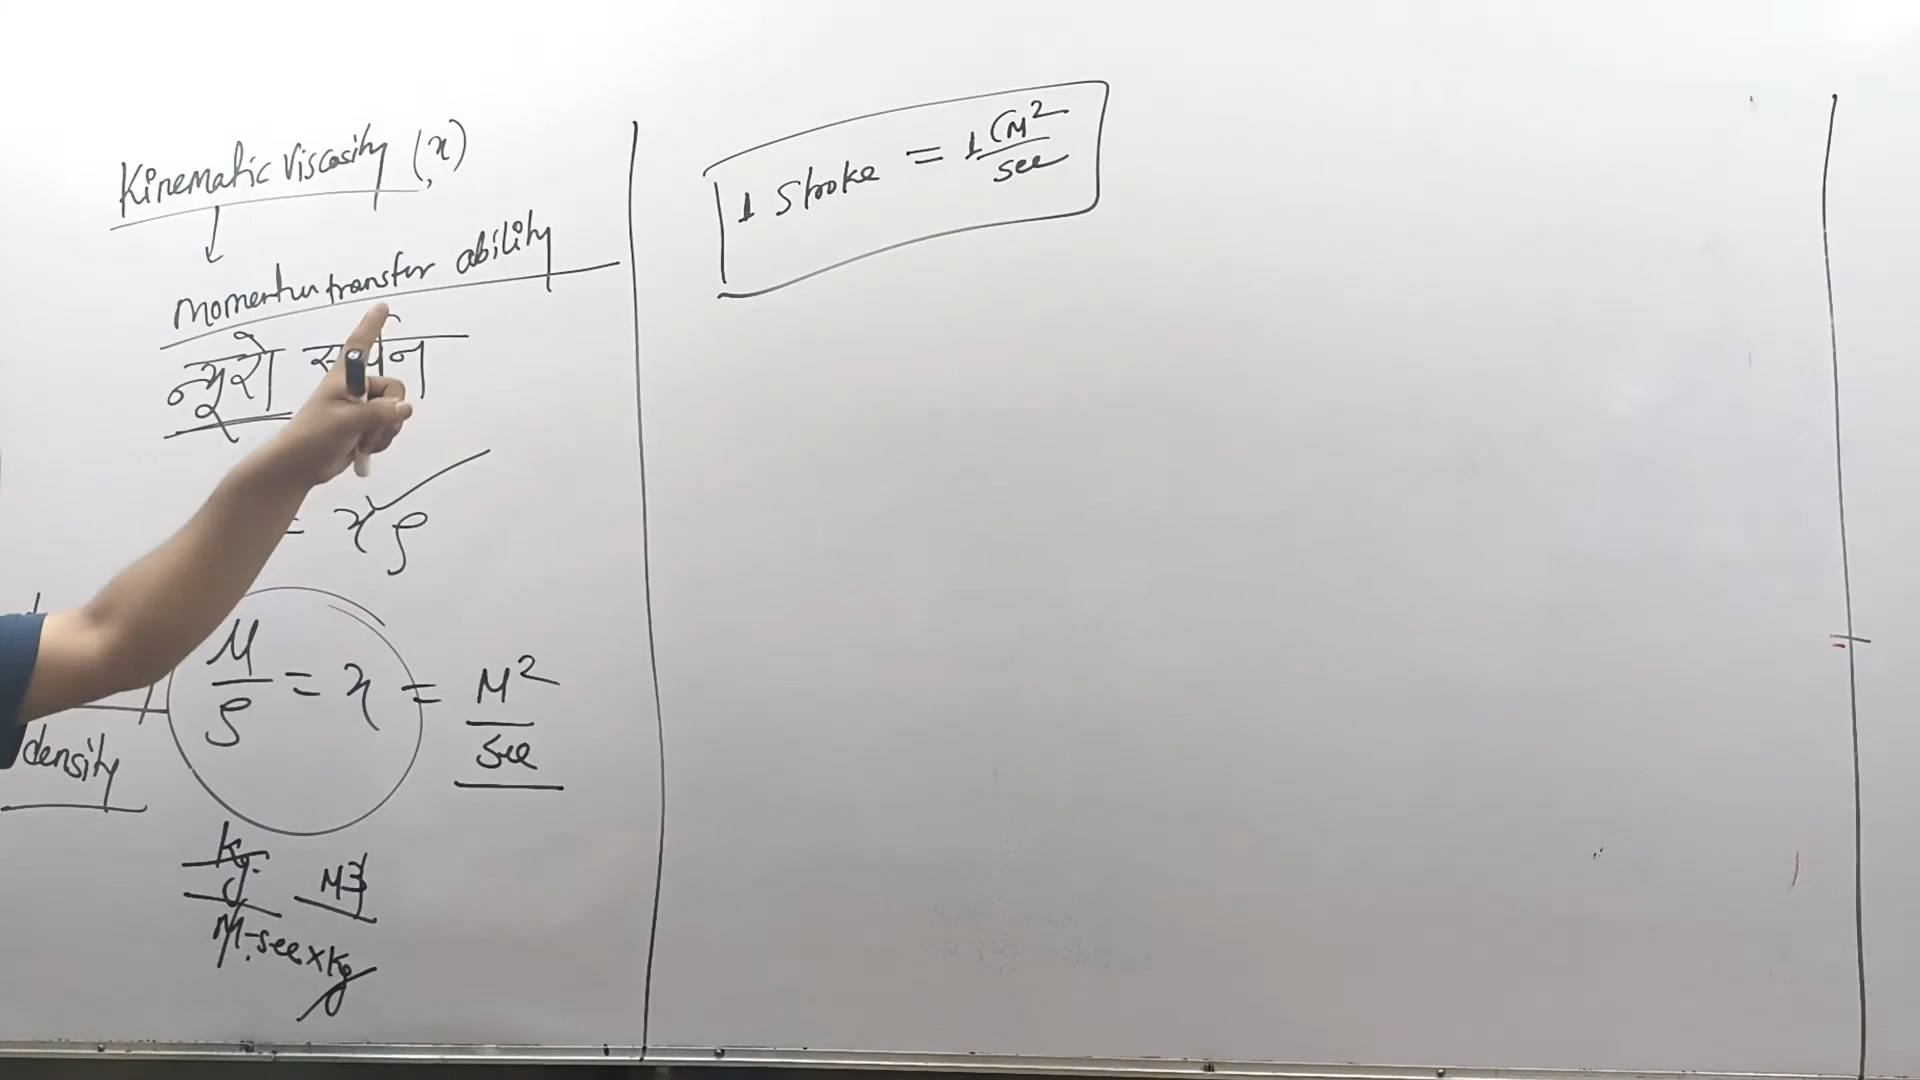 Kinematic Viscosity (η)
Momentum transfer ability
न्यूरो
= η ρ
μ/ρ = η = M²/sec
density
kg M3
M-sec×kg
1 Stroke = 1 CM²/sec